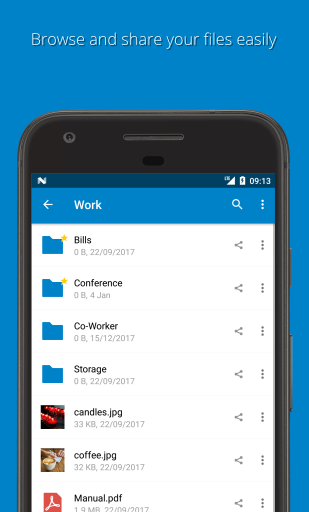 Browse and share your files easily
09:13
Work
Bills
0 B, 22/09/2017
Conference
0 B, 4 Jan
Co-Worker
0 B, 15/12/2017
Storage
0 B, 22/09/2017
candles.jpg
33 KB, 22/09/2017
coffee.jpg
32 KB, 22/09/2017
Manual.pdf